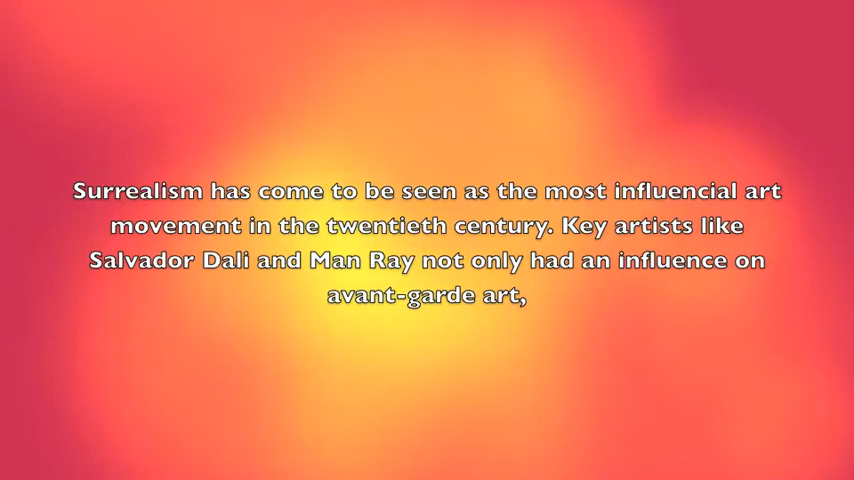 Surrealism has come to be seen as the most influencial art
movement in the twentieth century. Key artists like
Salvador Dali and Man Ray not only had an influence on
avant-garde art,